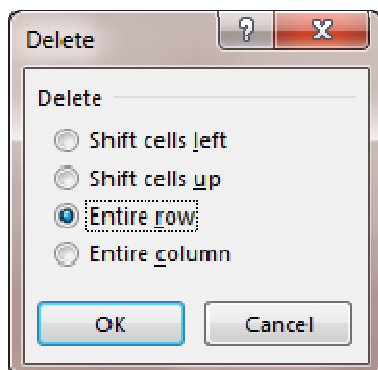 Delete
Delete
Shift cells left
Shift cells up
Entire row
Entire column
OK
Cancel